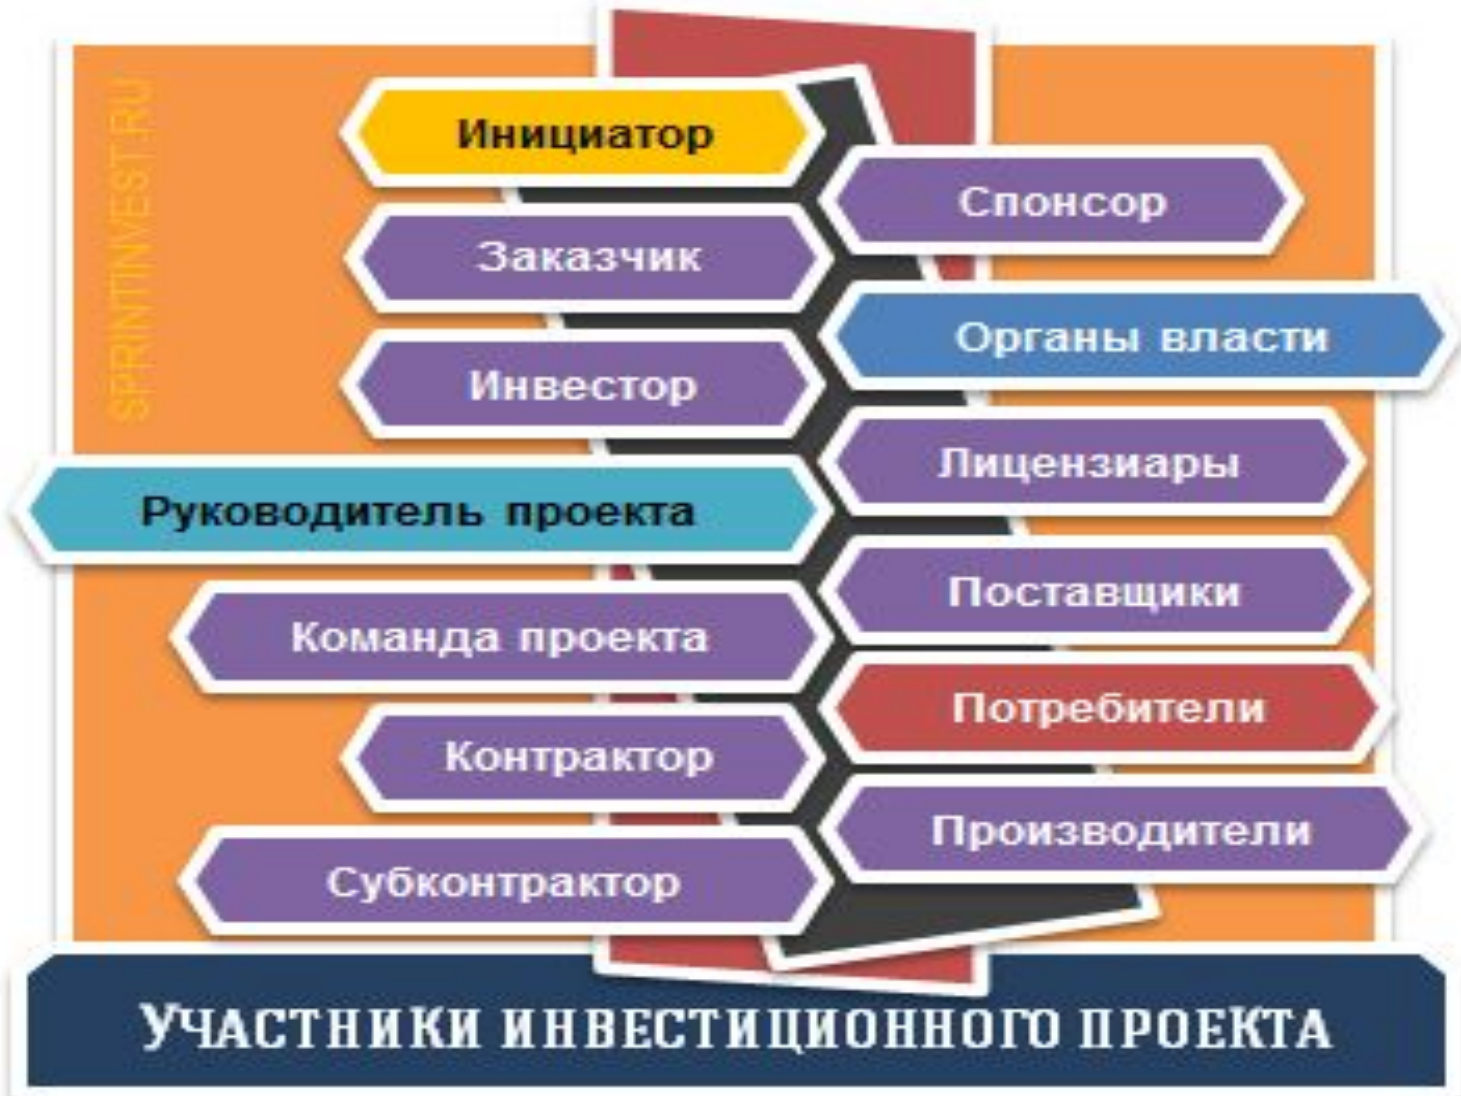 SPRINTINVEST.RU
Инициатор
Заказчик
Инвестор
Руководитель проекта
Команда проекта
Контрактор
Субконтрактор
Спонсор
Органы власти
Лицензиары
Поставщики
Потребители
Производители
УЧАСТНИКИ ИНВЕСТИЦИОННОГО ПРОЕКТА